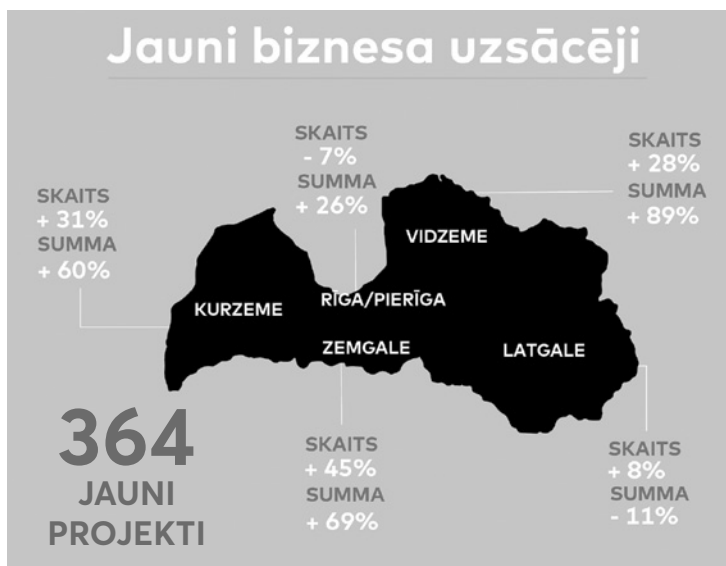 Jauni biznesa uzsācēji
SKAITS
- 7%
SUMMA
+ 26%
SKAITS
+ 28%
SUMMA
+ 89%
SKAITS
+ 31%
SUMMA
+ 60%
VIDZEME
KURZEME
RĪGA/PIERĪGA
ZEMGALE
LATGALE
364
JAUNI
PROJEKTI
SKAITS
+ 45%
SUMMA
+ 69%
SKAITS
+ 8%
SUMMA
- 11%